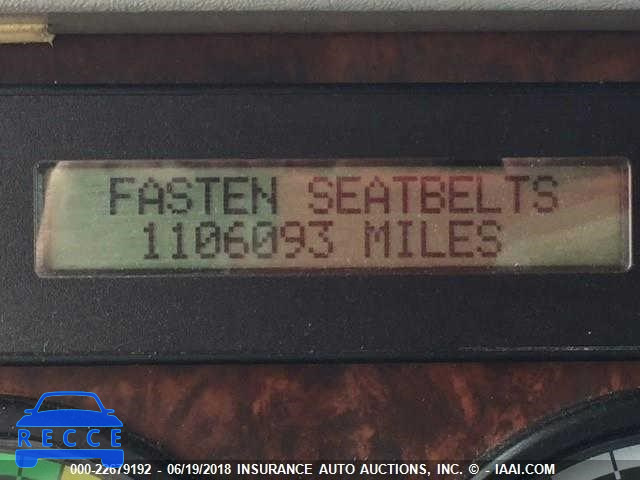 FASTEN SEATBELTS
1106093 MILES
RECCE
000-22679192 - 06/19/2018 INSURANCE AUTO AUCTIONS, INC. © - IAAI.COM